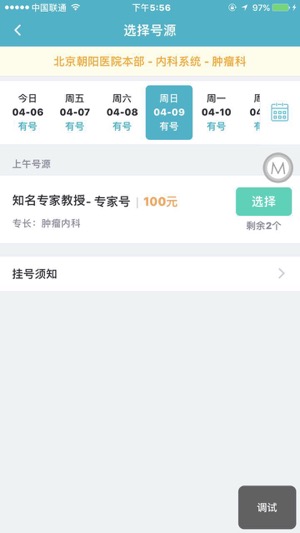 中国联通 下午5:56 97%
选择号源
北京朝阳医院本部 - 内科系统 - 肿瘤科
今日 周五 周六 周日 周一 周
04-06 04-07 04-08 04-09 04-10 04
有号 有号 有号 有号 有号 有
上午号源
M
知名专家教授- 专家号 | 100元 选择
专长：肿瘤内科 剩余2个
挂号须知
调试